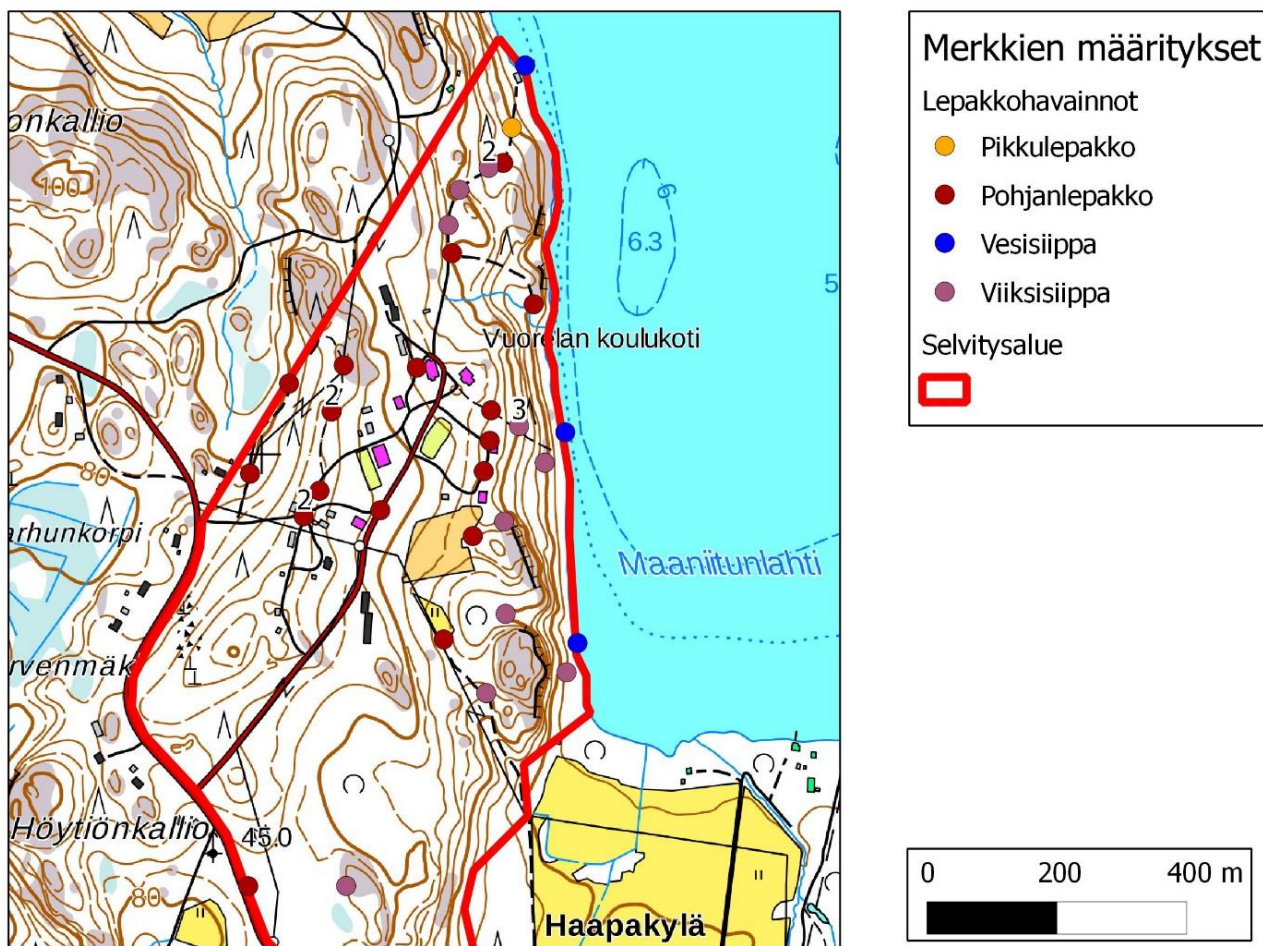 Merkkien määritykset
Lepakkohavainnot
Pikkulepakko
Pohjanlepakko
Vesisiippa
Viiksisiippa
Selvitysalue
onkallio
100
2
6
6.3
5
Vuorelan koulukoti
2
3
80
2
arhunkorpi
Maaniitunlahti
rvenmäk
Höytiönkallio
45.0
80
Haapakylä
0 200 400 m